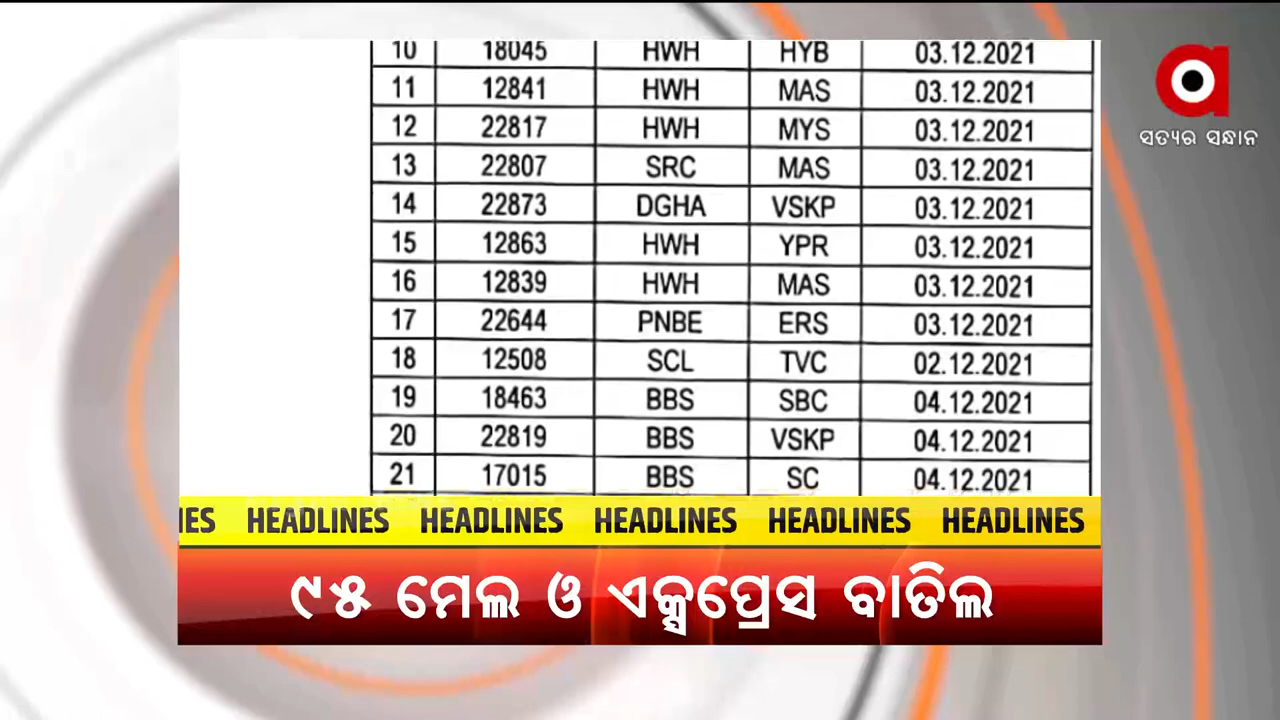 10 18045 HWH HYB 03.12.2021
11 12841 HWH MAS 03.12.2021
12 22817 HWH MYS 03.12.2021
13 22807 SRC MAS 03.12.2021
14 22873 DGHA VSKP 03.12.2021
15 12863 HWH YPR 03.12.2021
16 12839 HWH MAS 03.12.2021
17 22644 PNBE ERS 03.12.2021
18 12508 SCL TVC 02.12.2021
19 18463 BBS SBC 04.12.2021
20 22819 BBS VSKP 04.12.2021
21 17015 BBS SC 04.12.2021
ସତ୍ୟର ସନ୍ଧାନ
INES HEADLINES HEADLINES HEADLINES HEADLINES HEADLINES
୯୫ ମେଲ ଓ ଏକ୍ସପ୍ରେସ ବାତିଲ